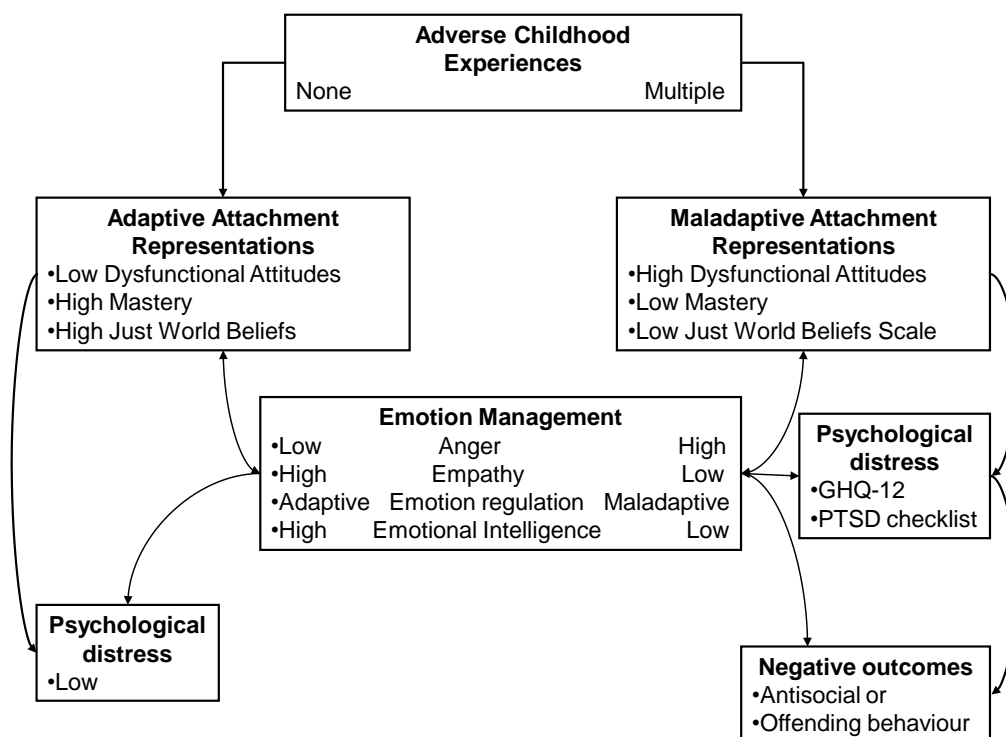 Adverse Childhood
Experiences
None Multiple
Adaptive Attachment
Representations
•Low Dysfunctional Attitudes
•High Mastery
•High Just World Beliefs
Maladaptive Attachment
Representations
•High Dysfunctional Attitudes
•Low Mastery
•Low Just World Beliefs Scale
Emotion Management
•Low Anger High
•High Empathy Low
•Adaptive Emotion regulation Maladaptive
•High Emotional Intelligence Low
Psychological
distress
•GHQ-12
•PTSD checklist
Psychological
distress
•Low
Negative outcomes
•Antisocial or
•Offending behaviour